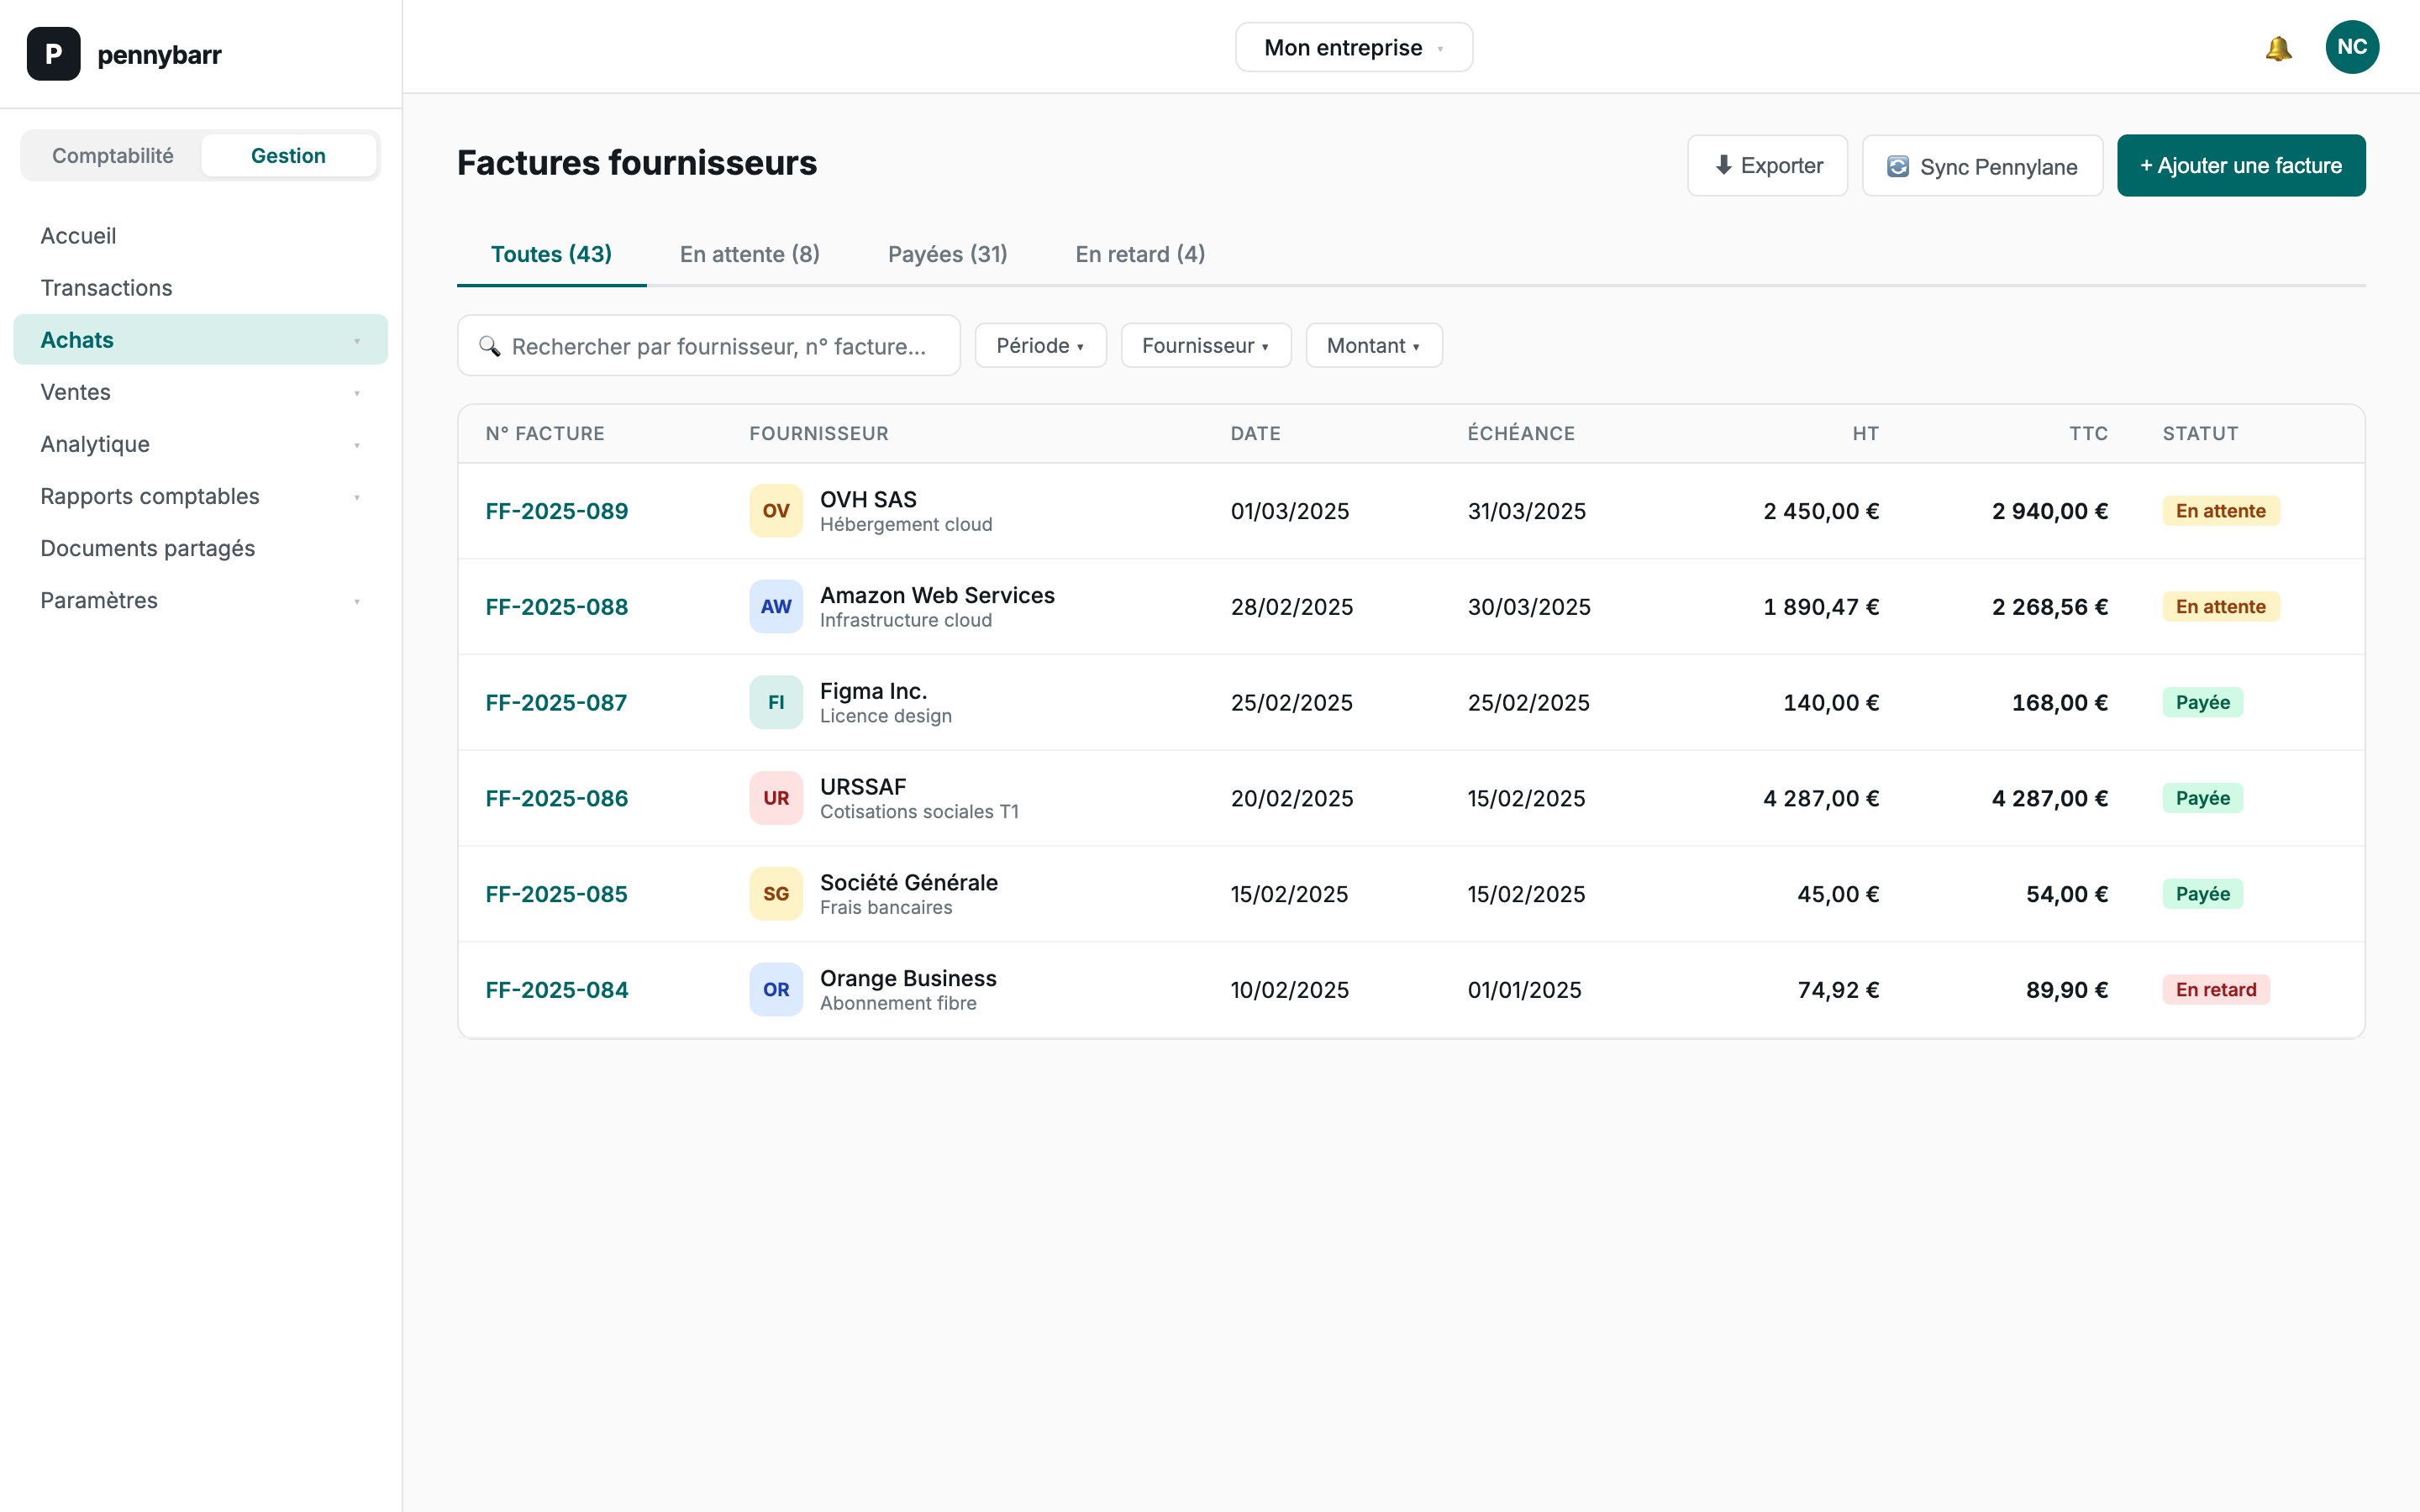 P pennybarr
Mon entreprise
NC
Comptabilité Gestion
Accueil
Transactions
Achats
Ventes
Analytique
Rapports comptables
Documents partagés
Paramètres
Factures fournisseurs
Exporter
Sync Pennylane
+ Ajouter une facture
Toutes (43) En attente (8) Payées (31) En retard (4)
Rechercher par fournisseur, n° facture...
Période Fournisseur Montant
N° FACTURE FOURNISSEUR DATE ÉCHÉANCE HT TTC STATUT
FF-2025-089 OV OVH SAS 01/03/2025 31/03/2025 2 450,00 € 2 940,00 € En attente
Hébergement cloud
FF-2025-088 AW Amazon Web Services 28/02/2025 30/03/2025 1 890,47 € 2 268,56 € En attente
Infrastructure cloud
FF-2025-087 FI Figma Inc. 25/02/2025 25/02/2025 140,00 € 168,00 € Payée
Licence design
FF-2025-086 UR URSSAF 20/02/2025 15/02/2025 4 287,00 € 4 287,00 € Payée
Cotisations sociales T1
FF-2025-085 SG Société Générale 15/02/2025 15/02/2025 45,00 € 54,00 € Payée
Frais bancaires
FF-2025-084 OR Orange Business 10/02/2025 01/01/2025 74,92 € 89,90 € En retard
Abonnement fibre